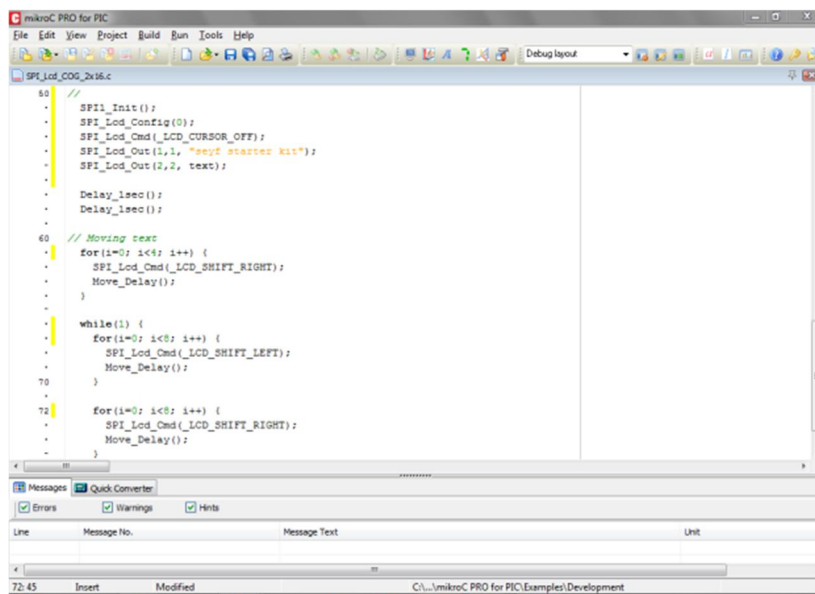 mikroC PRO for PIC
File Edit View Project Build Run Tools Help
Debug layout
SPI_Lcd_COG_2x16.c
50 //
SPI1_Init();
SPI_Lcd_Config(0);
SPI_Lcd_Cmd(_LCD_CURSOR_OFF);
SPI_Lcd_Out(1,1, "seyf starter kit");
SPI_Lcd_Out(2,2, text);
Delay_1sec();
Delay_1sec();
60 // Moving text
for(i=0; i<4; i++) {
SPI_Lcd_Cmd(_LCD_SHIFT_RIGHT);
Move_Delay();
}
while(1) {
for(i=0; i<8; i++) {
SPI_Lcd_Cmd(_LCD_SHIFT_LEFT);
Move_Delay();
70 }
72 for(i=0; i<8; i++) {
SPI_Lcd_Cmd(_LCD_SHIFT_RIGHT);
Move_Delay();
}
Messages Quick Converter
Errors Warnings Hints
Line Message No. Message Text Unit
72: 45 Insert Modified C:\...\mikroC PRO for PIC\Examples\Development